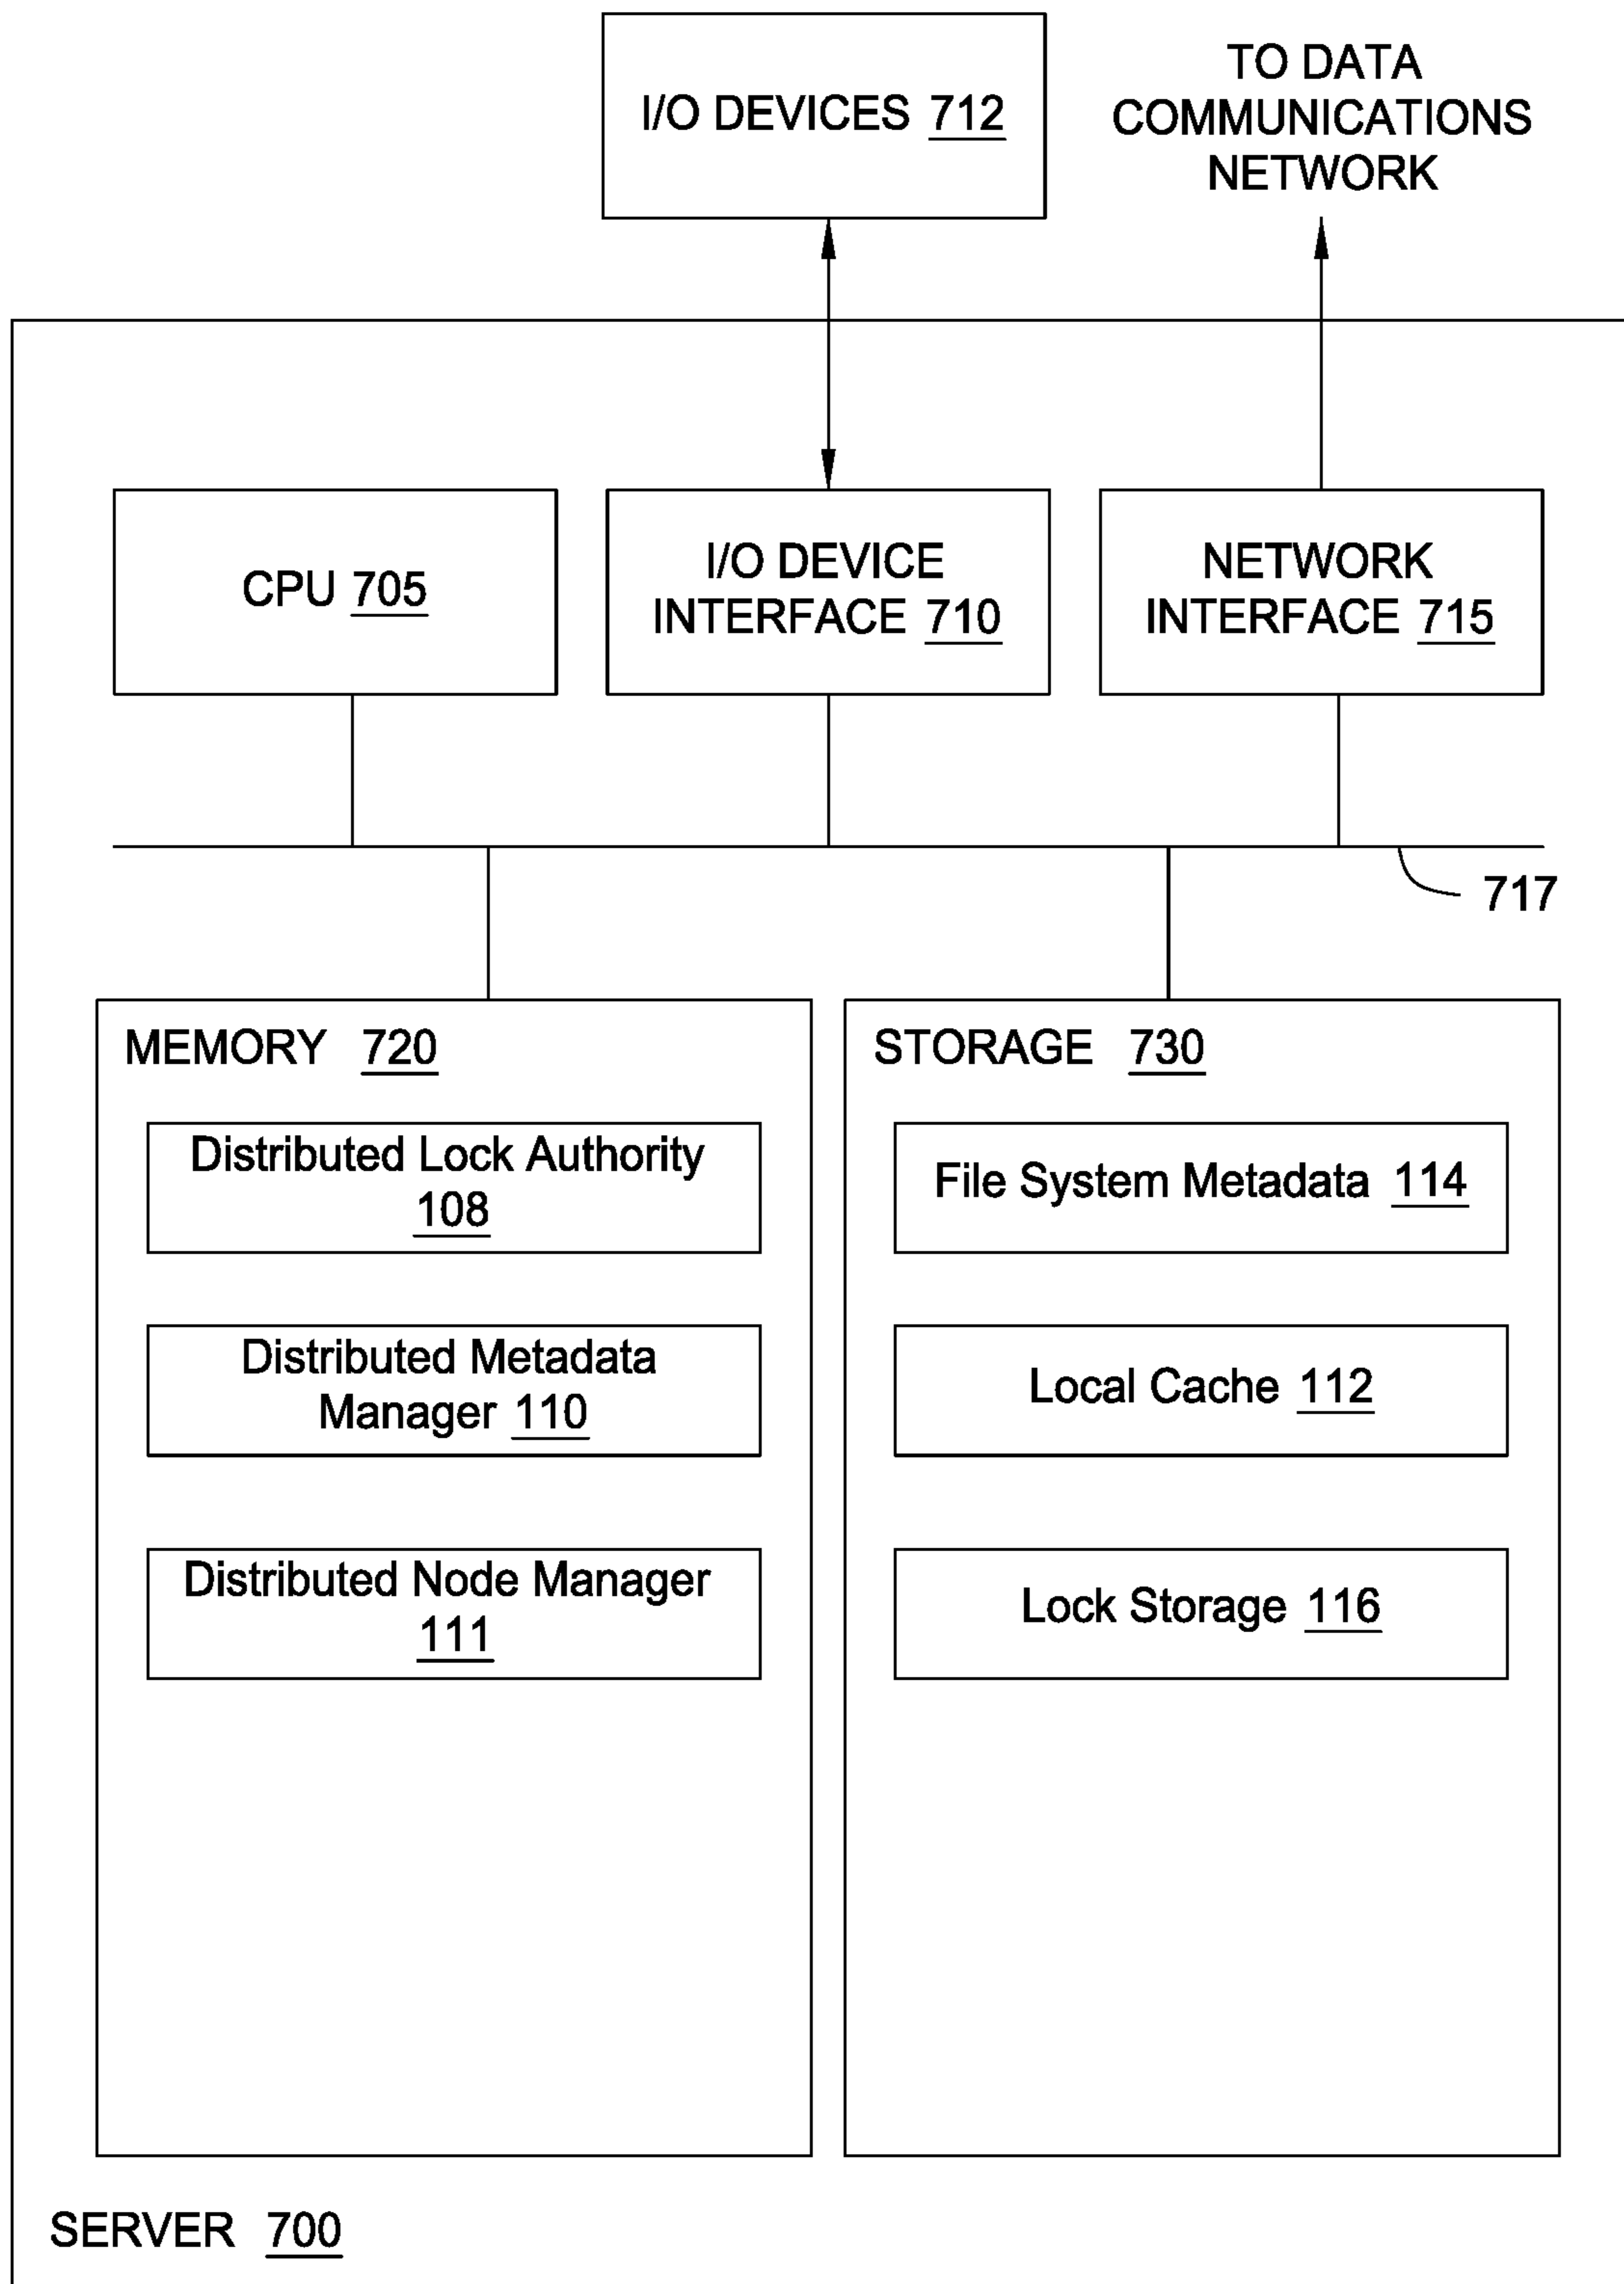 I/O DEVICES 712
TO DATA
COMMUNICATIONS
NETWORK
CPU 705
I/O DEVICE
INTERFACE 710
NETWORK
INTERFACE 715
717
MEMORY 720
Distributed Lock Authority
108
Distributed Metadata
Manager 110
Distributed Node Manager
111
STORAGE 730
File System Metadata 114
Local Cache 112
Lock Storage 116
SERVER 700